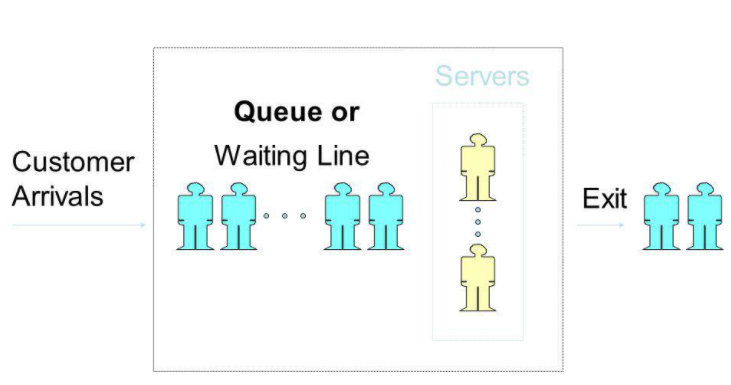 Servers
Queue or
Waiting Line
Customer
Arrivals
Exit